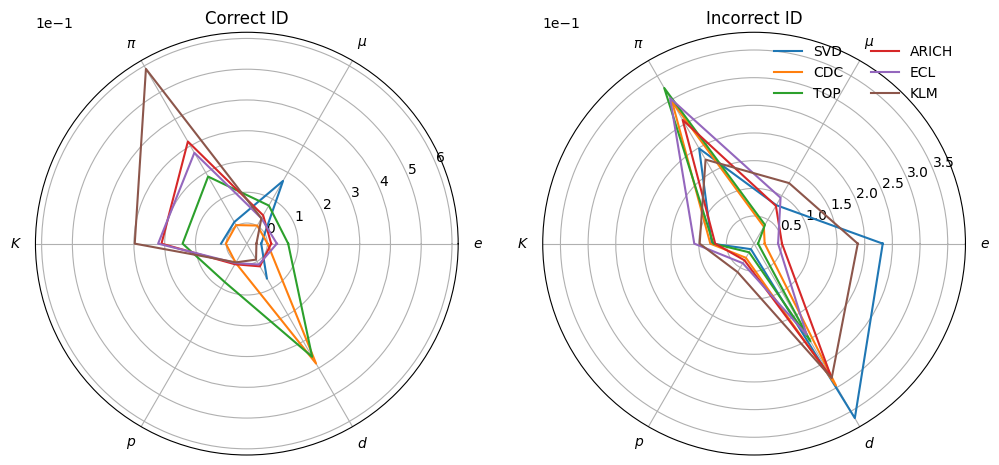 Correct ID
1e−1
e
μ
π
K
p
d
0
1
2
3
4
5
6
Incorrect ID
1e−1
e
μ
π
K
p
d
0.5
1.0
1.5
2.0
2.5
3.0
3.5
SVD
CDC
TOP
ARICH
ECL
KLM